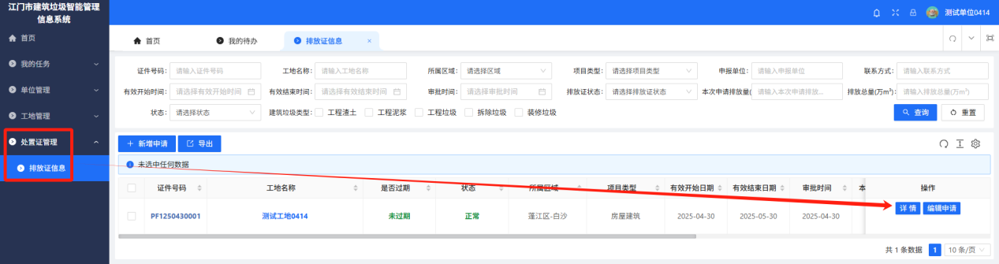 江门市建筑垃圾智能管理
信息系统
测试单位0414
首页
我的任务
单位管理
工地管理
处置证管理
排放证信息
首页 我的待办 排放证信息 ×
证件号码： 请输入证件号码 工地名称： 请输入工地名称 所属区域： 请选择区域 项目类型： 请选择项目类型 申报单位： 请输入申报单位 联系方式： 请输入联系方式
有效开始时间： 请选择有效开始时间 有效结束时间： 请选择有效结束时间 审批时间： 请选择审批时间 排放证状态： 请选择排放证状态 本次申请排放量( 请输入本次申请排放... 排放总量(万m³)： 请输入排放总量(万m³)
状态： 请选择状态 建筑垃圾类型： 工程渣土 工程泥浆 工程垃圾 拆除垃圾 装修垃圾 查询 重置
+ 新增申请 导出
未选中任何数据
证件号码 工地名称 是否过期 状态 所属区域 项目类型 有效开始日期 有效结束日期 审批时间 本 操作
PF1250430001 测试工地0414 未过期 正常 蓬江区-白沙 房屋建筑 2025-04-30 2025-05-30 2025-04-30 详 情 编辑申请
共 1 条数据 1 10 条/页